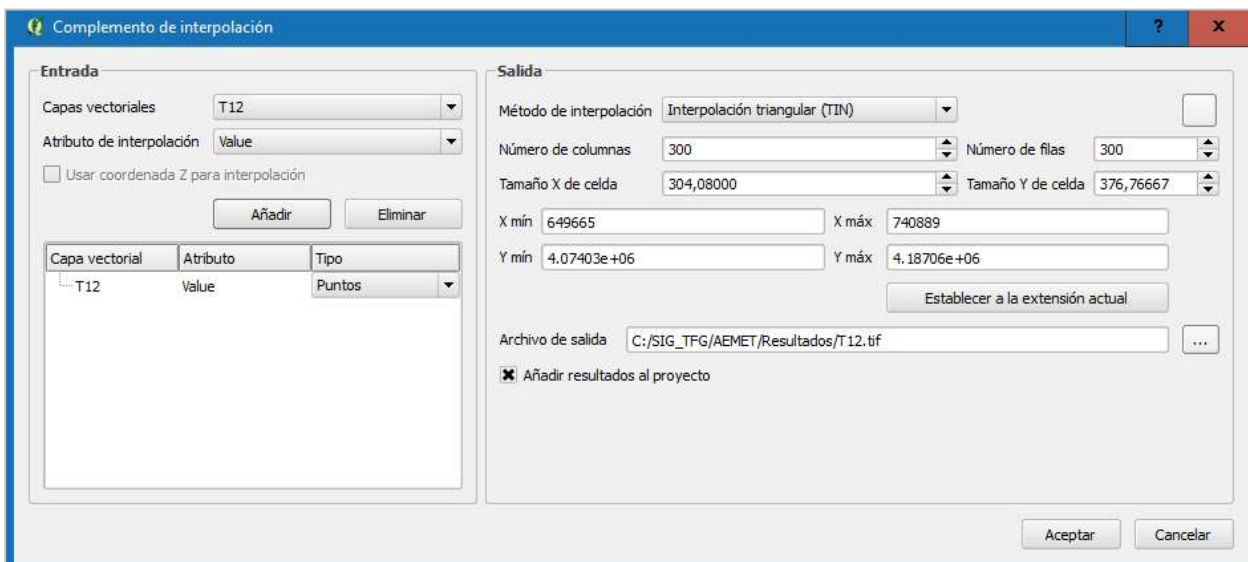 Complemento de interpolación
?
x
Entrada
Capas vectoriales T12
Atributo de interpolación Value
Usar coordenada Z para interpolación
Añadir Eliminar
Capa vectorial Atributo Tipo
T12 Value Puntos
Salida
Método de interpolación Interpolación triangular (TIN)
Número de columnas 300 Número de filas 300
Tamaño X de celda 304,08000 Tamaño Y de celda 376,76667
X mín 649665 X máx 740889
Y mín 4.07403e+06 Y máx 4.18706e+06
Establecer a la extensión actual
Archivo de salida C:/SIG_TFG/AEMET/Resultados/T12.tif ...
Añadir resultados al proyecto
Aceptar Cancelar